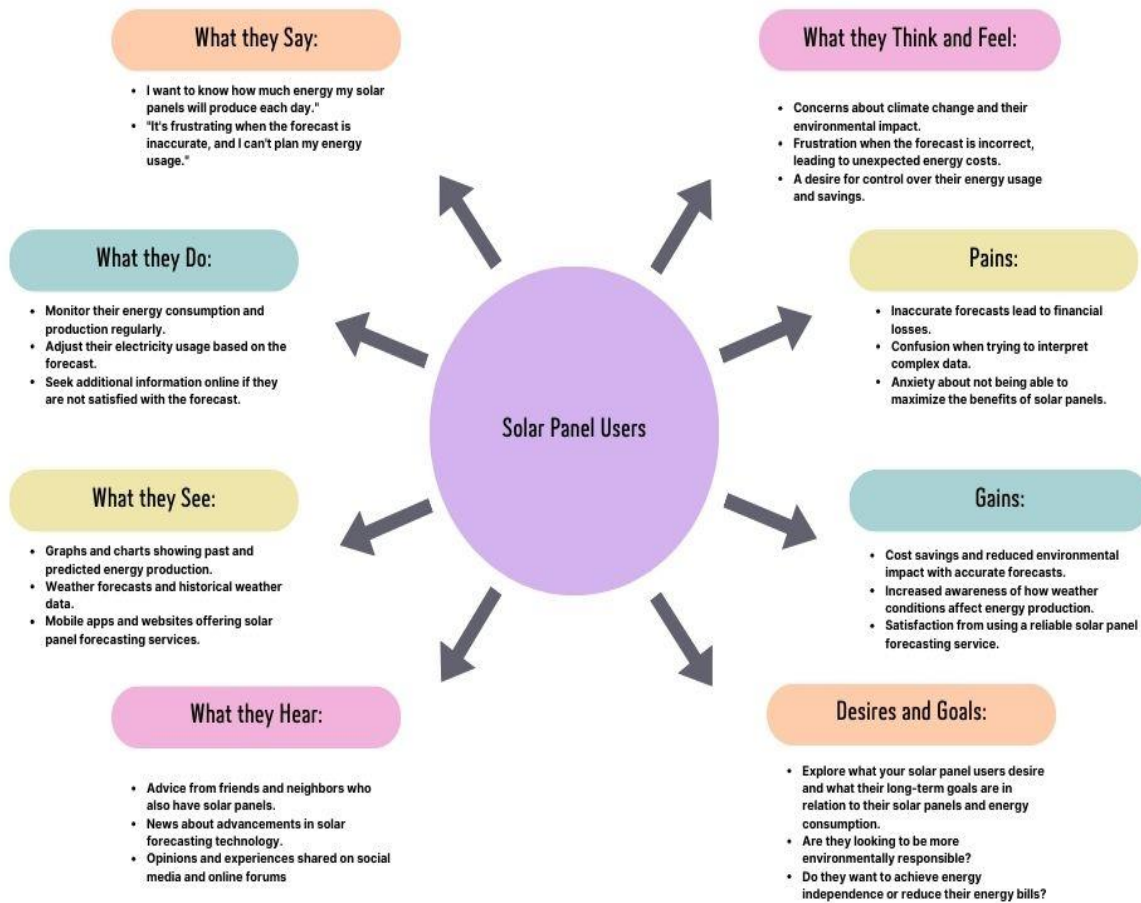 What they Say:
• I want to know how much energy my solar
panels will produce each day."
• "It's frustrating when the forecast is
inaccurate, and I can't plan my energy
usage."
What they Think and Feel:
• Concerns about climate change and their
environmental impact.
• Frustration when the forecast is incorrect,
leading to unexpected energy costs.
• A desire for control over their energy usage
and savings.
What they Do:
• Monitor their energy consumption and
production regularly.
• Adjust their electricity usage based on the
forecast.
• Seek additional information online if they
are not satisfied with the forecast.
Pains:
• Inaccurate forecasts lead to financial
losses.
• Confusion when trying to interpret
complex data.
• Anxiety about not being able to
maximize the benefits of solar panels.
Solar Panel Users
What they See:
• Graphs and charts showing past and
predicted energy production.
• Weather forecasts and historical weather
data.
• Mobile apps and websites offering solar
panel forecasting services.
Gains:
• Cost savings and reduced environmental
impact with accurate forecasts.
• Increased awareness of how weather
conditions affect energy production.
• Satisfaction from using a reliable solar panel
forecasting service.
What they Hear:
• Advice from friends and neighbors who
also have solar panels.
• News about advancements in solar
forecasting technology.
• Opinions and experiences shared on social
media and online forums
Desires and Goals:
• Explore what your solar panel users desire
and what their long-term goals are in
relation to their solar panels and energy
consumption.
• Are they looking to be more
environmentally responsible?
• Do they want to achieve energy
independence or reduce their energy bills?